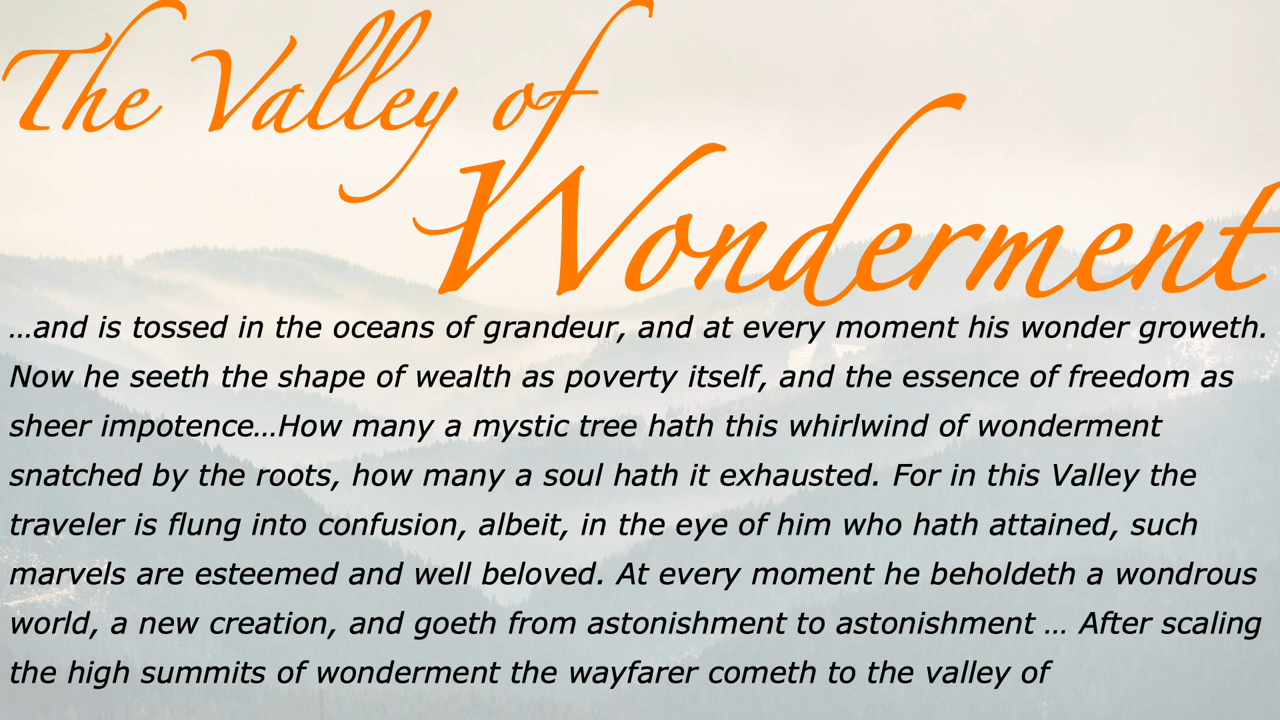 The Valley of
Wonderment
…and is tossed in the oceans of grandeur, and at every moment his wonder groweth.
Now he seeth the shape of wealth as poverty itself, and the essence of freedom as
sheer impotence…How many a mystic tree hath this whirlwind of wonderment
snatched by the roots, how many a soul hath it exhausted. For in this Valley the
traveler is flung into confusion, albeit, in the eye of him who hath attained, such
marvels are esteemed and well beloved. At every moment he beholdeth a wondrous
world, a new creation, and goeth from astonishment to astonishment … After scaling
the high summits of wonderment the wayfarer cometh to the valley of